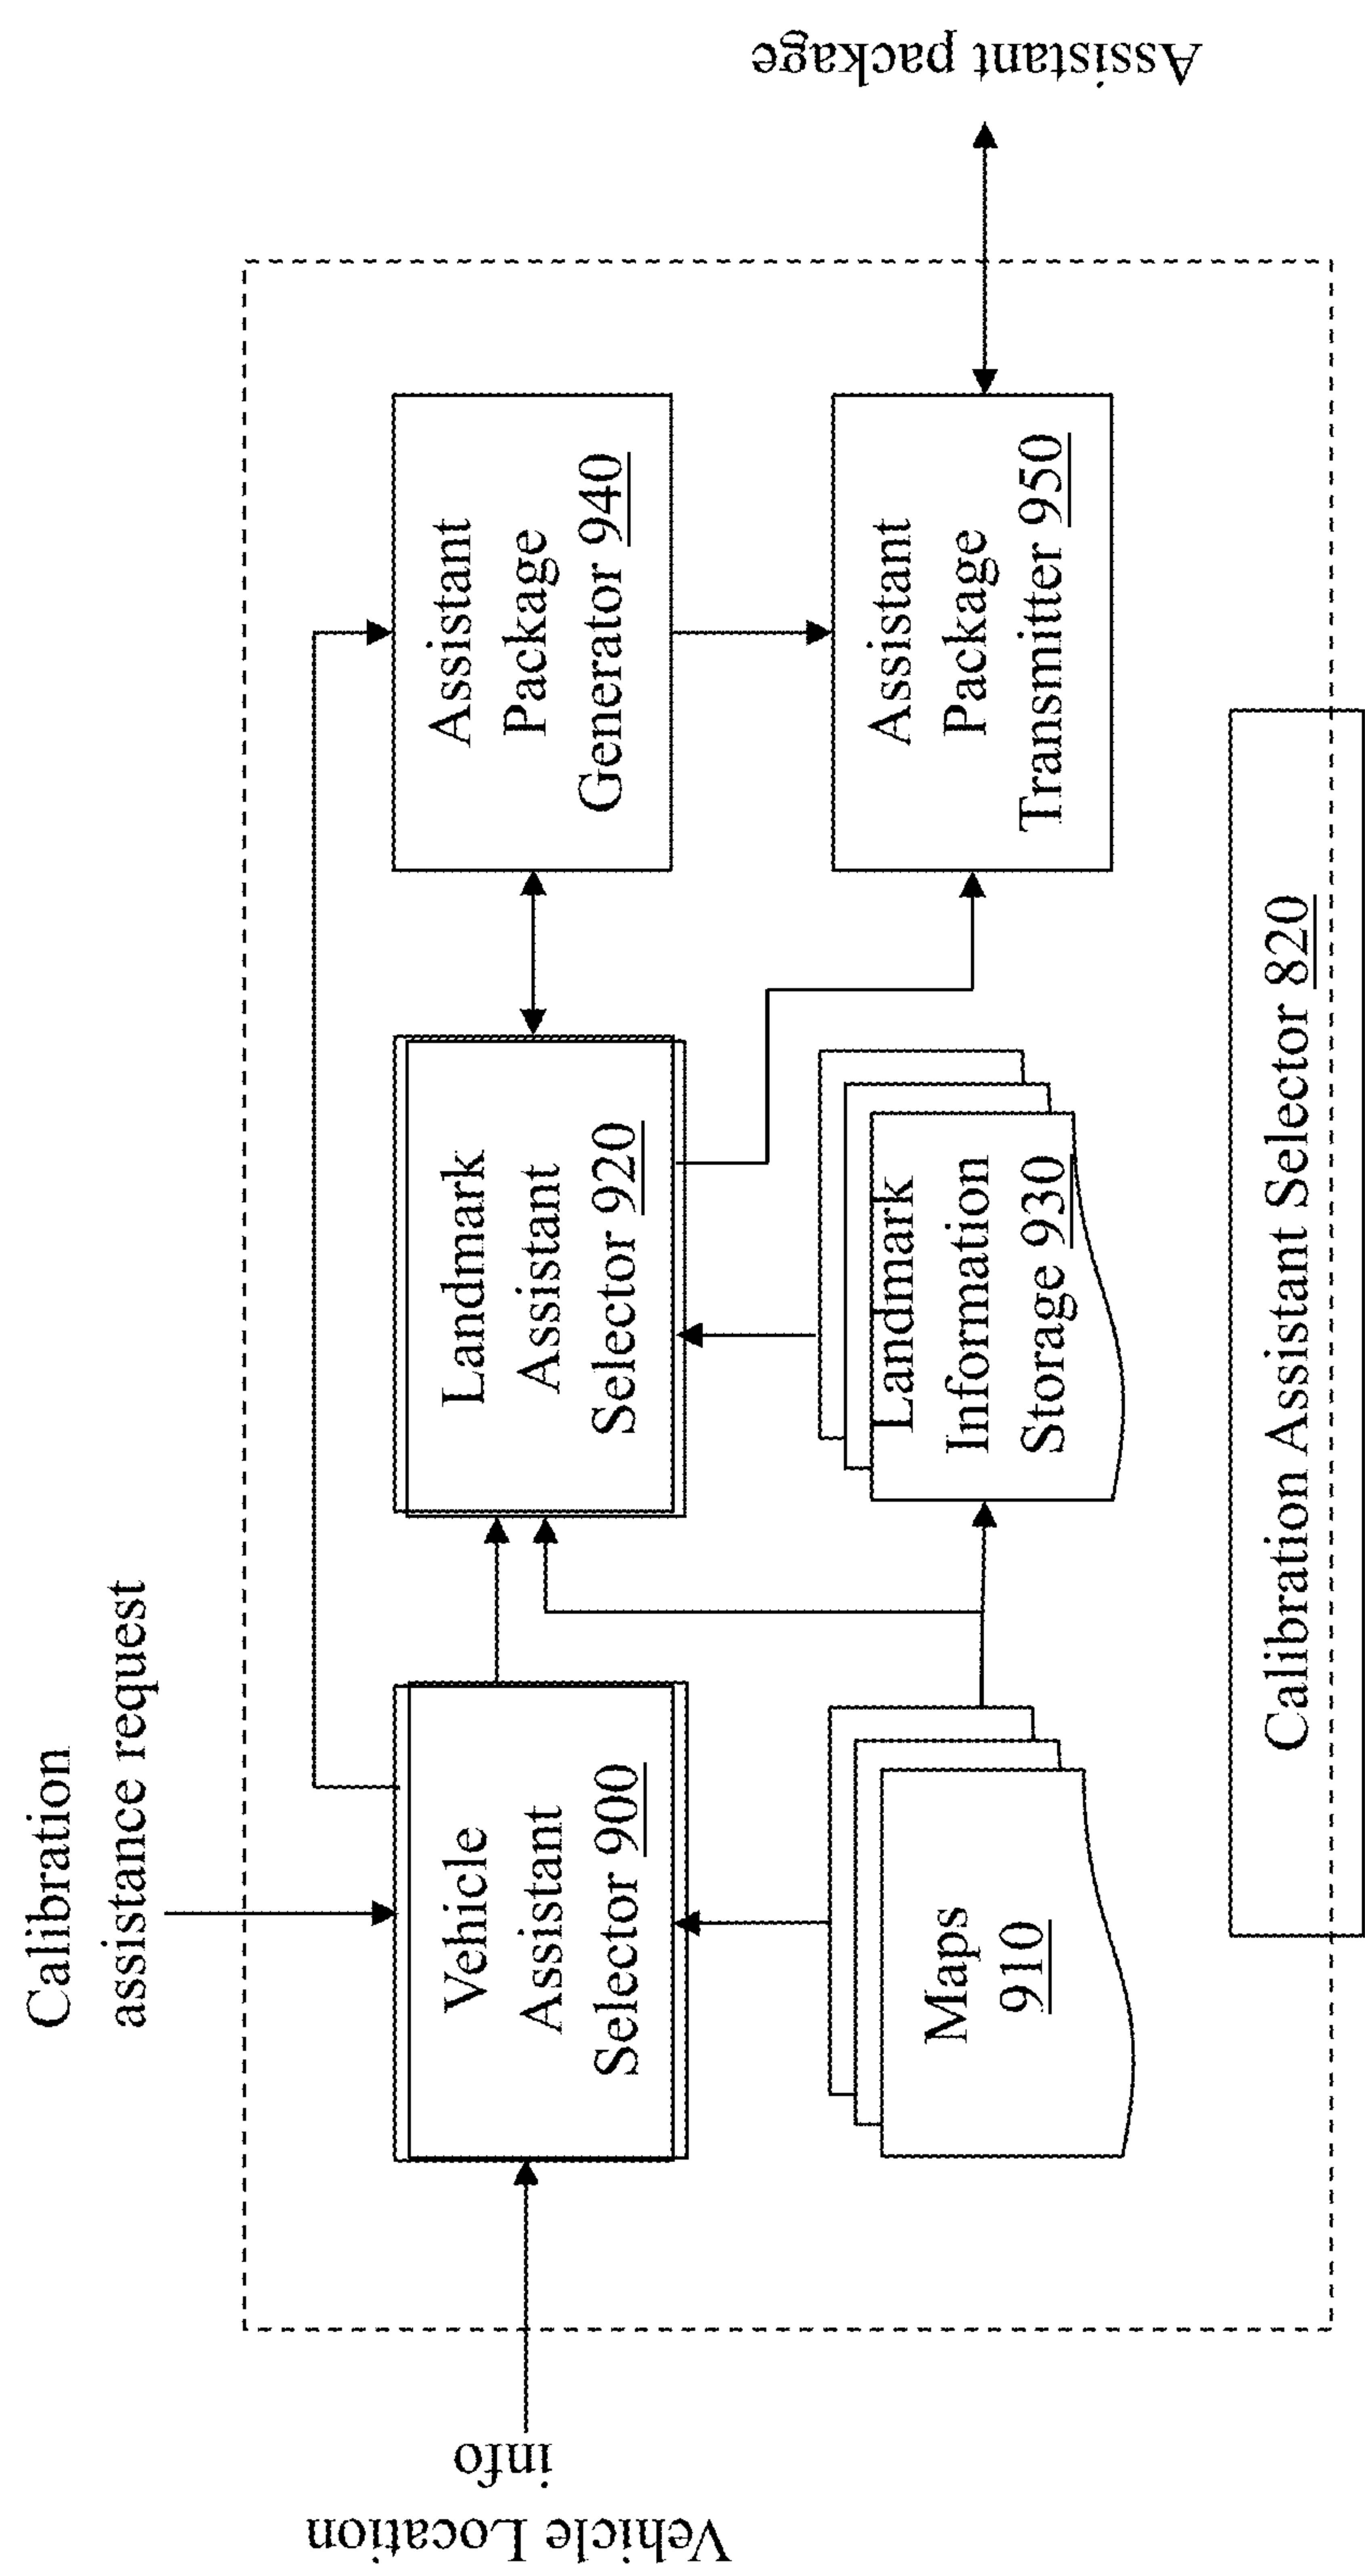 Calibration
assistance request
Vehicle Location
info
Vehicle
Assistant
Selector 900
Landmark
Assistant
Selector 920
Assistant
Package
Generator 940
Maps
910
Landmark
Information
Storage 930
Assistant
Package
Transmitter 950
Assistant package
Calibration Assistant Selector 820